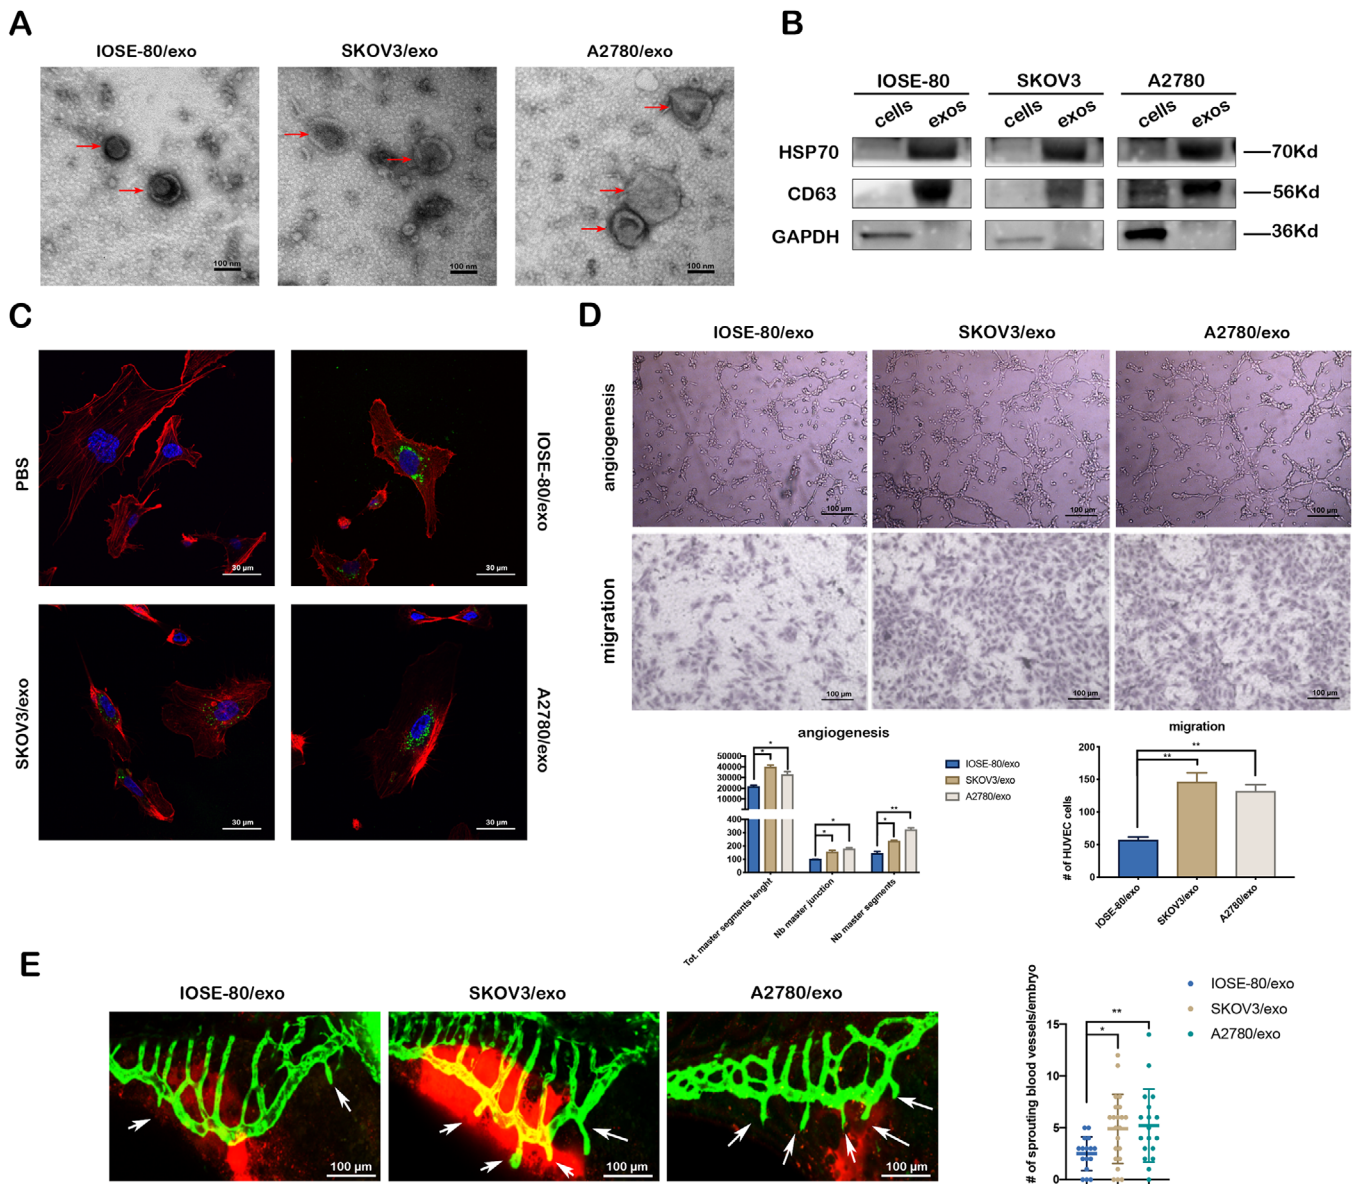 A
IOSE-80/exo
SKOV3/exo
A2780/exo
100 nm
100 nm
100 nm
B
IOSE-80
SKOV3
A2780
cells
exos
cells
exos
cells
exos
HSP70
70Kd
CD63
56Kd
GAPDH
36Kd
C
PBS
IOSE-80/exo
SKOV3/exo
A2780/exo
30 µm
30 µm
30 µm
30 µm
D
IOSE-80/exo
SKOV3/exo
A2780/exo
angiogenesis
100 µm
100 µm
100 µm
migration
100 µm
100 µm
100 µm
angiogenesis
50000
40000
30000
20000
10000
0
400
300
200
100
0
*
*
*
*
*
**
Tot. master segments lenght
Nb master junction
Nb master segments
IOSE-80/exo
SKOV3/exo
A2780/exo
migration
# of HUVEC cells
200
150
100
50
0
**
**
IOSE-80/exo
SKOV3/exo
A2780/exo
E
IOSE-80/exo
SKOV3/exo
A2780/exo
100 µm
100 µm
100 µm
# of sprouting blood vessels/embryo
15
10
5
0
*
**
IOSE-80/exo
SKOV3/exo
A2780/exo